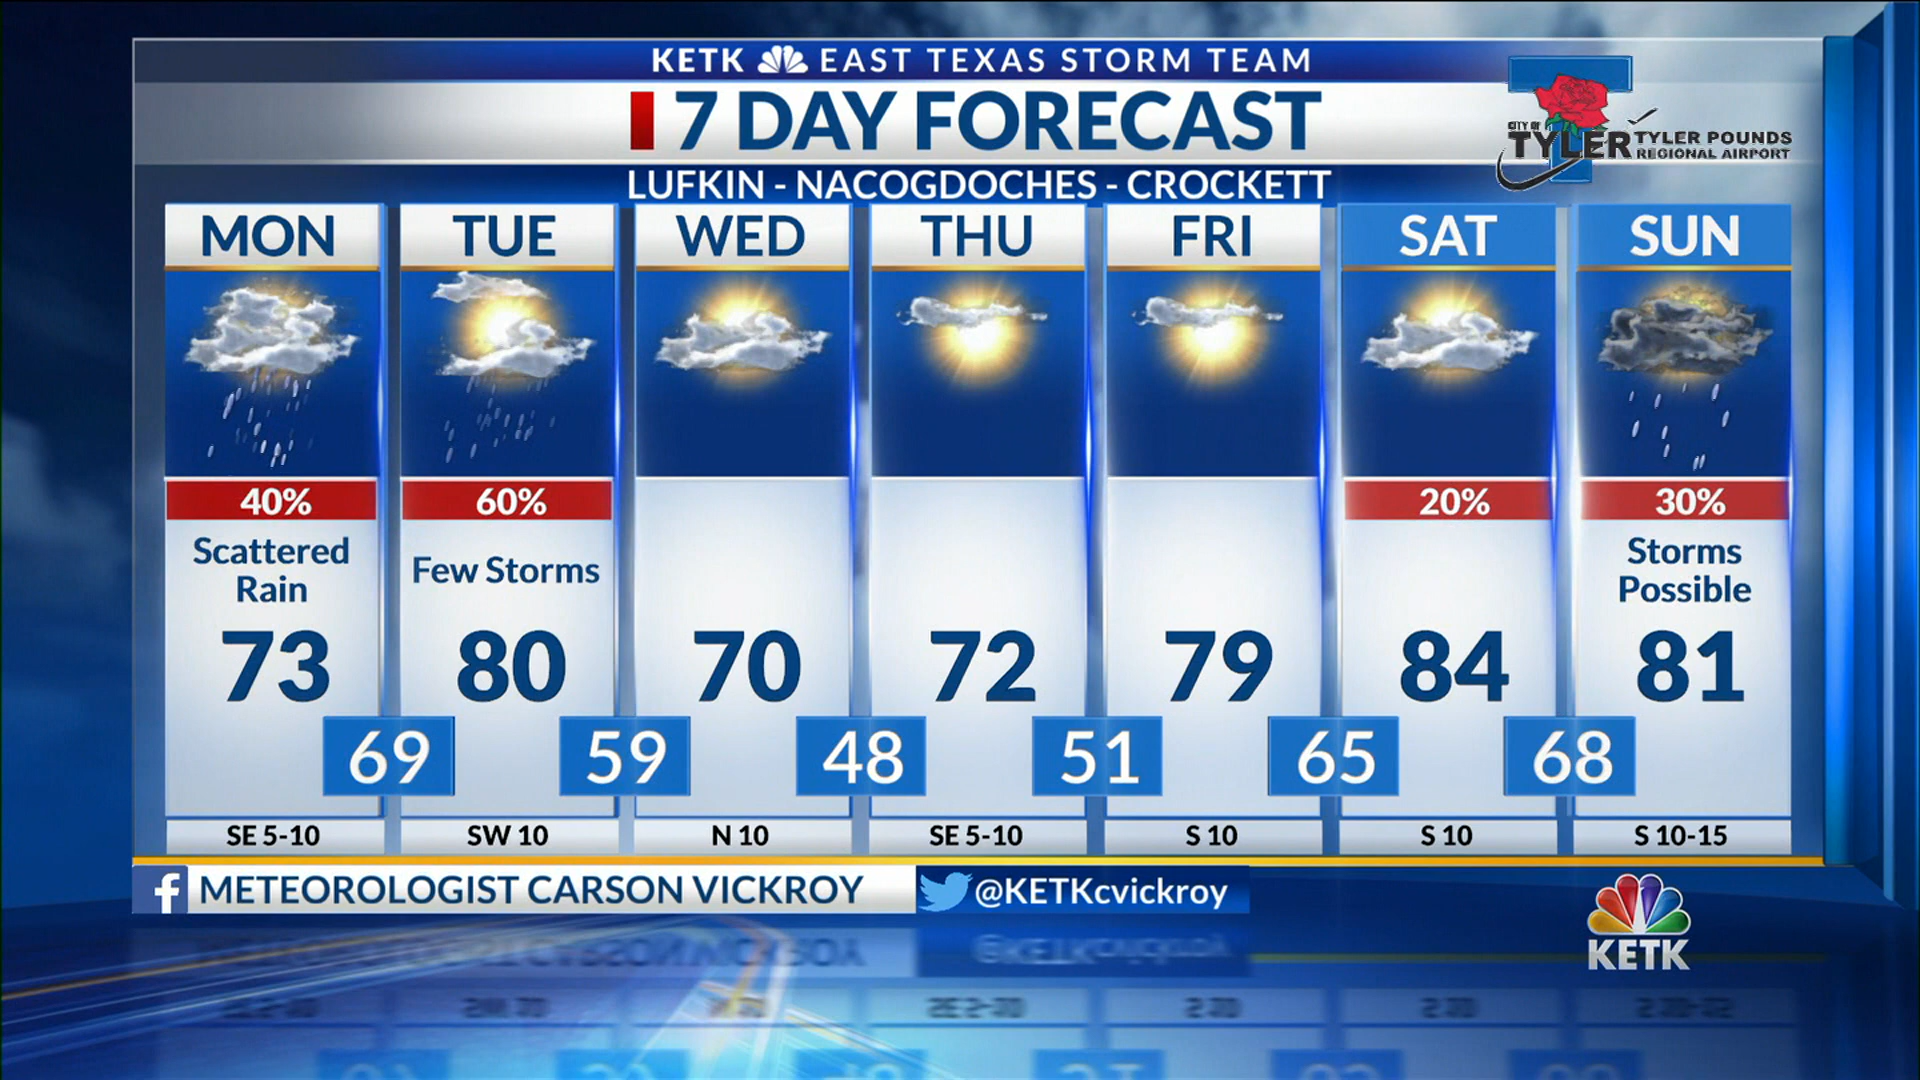 KETK EAST TEXAS STORM TEAM
7 DAY FORECAST
CITY OF
TYLER
TYLER POUNDS
REGIONAL AIRPORT
LUFKIN - NACOGDOCHES - CROCKETT
MON TUE WED THU FRI SAT SUN
40% 60% 20% 30%
Scattered
Rain
Few Storms
Storms
Possible
73 80 70 72 79 84 81
69 59 48 51 65 68
SE 5-10 SW 10 N 10 SE 5-10 S 10 S 10 S 10-15
f METEOROLOGIST CARSON VICKROY @KETKcvickroy
KETK